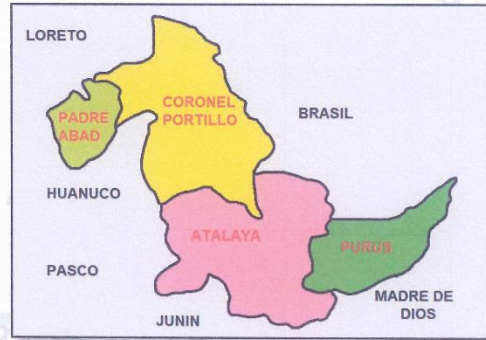 LORETO
CORONEL
PORTILLO
PADRE
ABAD
BRASIL
HUANUCO
ATALAYA
PURUS
PASCO
MADRE DE
DIOS
JUNIN